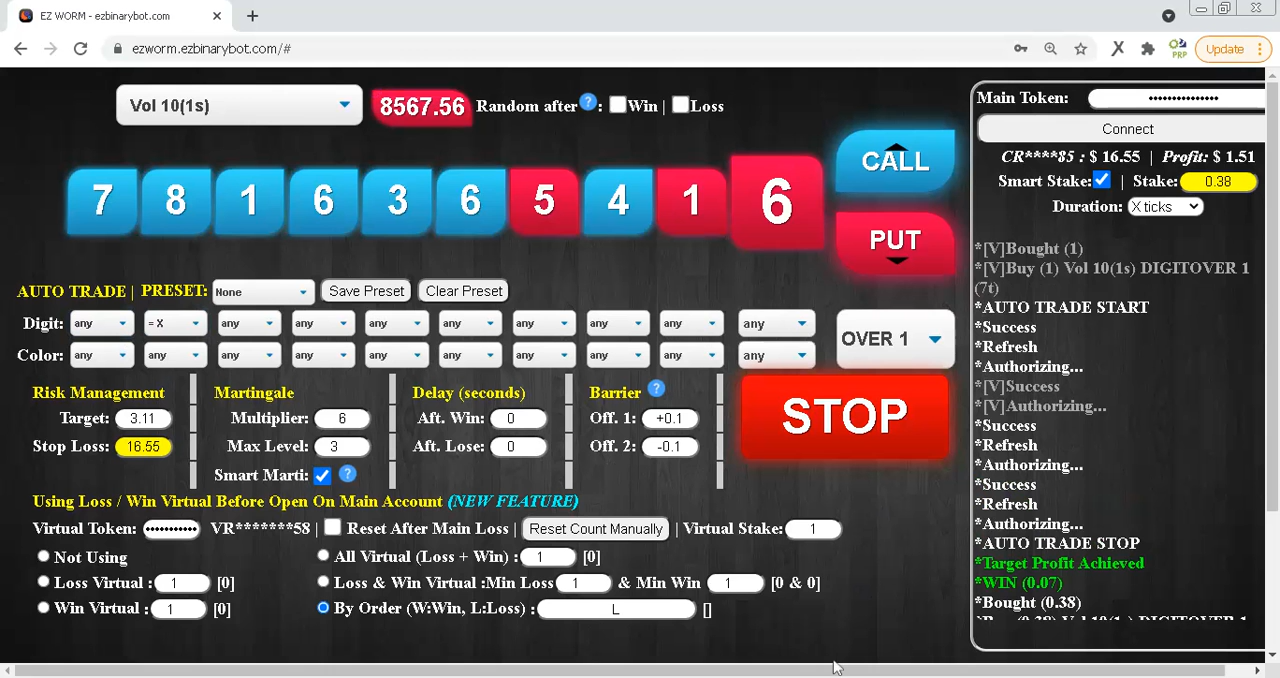 EZ WORM - ezbinarybot.com
ezworm.ezbinarybot.com/#
X
PRP
Update
Vol 10(1s)
8567.56
Random after ? : Win | Loss
7 8 1 6 3 6 5 4 1 6
CALL
PUT
AUTO TRADE | PRESET: None Save Preset Clear Preset
Digit: any = X any any any any any any any any
Color: any any any any any any any any any any
OVER 1
Risk Management
Target: 3.11
Stop Loss: 16.55
Martingale
Multiplier: 6
Max Level: 3
Smart Marti: ?
Delay (seconds)
Aft. Win: 0
Aft. Lose: 0
Barrier ?
Off. 1: +0.1
Off. 2: -0.1
STOP
Using Loss / Win Virtual Before Open On Main Account (NEW FEATURE)
Virtual Token: •••••••••• VR*******58 | Reset After Main Loss | Reset Count Manually | Virtual Stake: 1
Not Using
All Virtual (Loss + Win) : 1 [0]
Loss Virtual : 1 [0]
Loss & Win Virtual :Min Loss 1 & Min Win 1 [0 & 0]
Win Virtual : 1 [0]
By Order (W:Win, L:Loss) : L []
Main Token: •••••••••••••••
Connect
CR****85 : $ 16.55 | Profit: $ 1.51
Smart Stake: | Stake: 0.38
Duration: X ticks
*[V]Bought (1)
*[V]Buy (1) Vol 10(1s) DIGITOVER 1
(7t)
*AUTO TRADE START
*Success
*Refresh
*Authorizing...
*[V]Success
*[V]Authorizing...
*Success
*Refresh
*Authorizing...
*Success
*Refresh
*Authorizing...
*AUTO TRADE STOP
*Target Profit Achieved
*WIN (0.07)
*Bought (0.38)
*Buy (0.38) Vol 10(1s) DIGITOVER 1